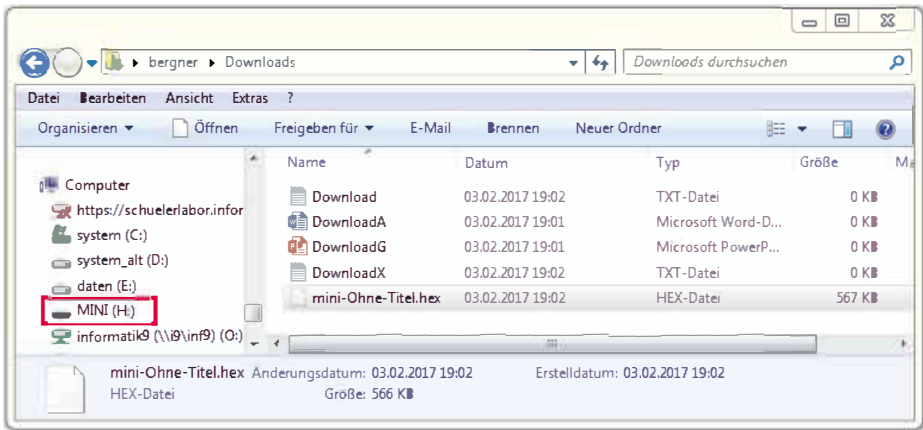 bergner ▸ Downloads
Downloads durchsuchen
Datei Bearbeiten Ansicht Extras ?
Organisieren Öffnen Freigeben für E-Mail Brennen Neuer Ordner
Name Datum Typ Größe
Computer
https://schuelerlabor.infor
system (C:)
system_alt (D:)
daten (E:)
MINI (H:)
informatik9 (\\i9\inf9) (O:)
Download 03.02.2017 19:02 TXT-Datei 0 KB
DownloadA 03.02.2017 19:01 Microsoft Word-D... 0 KB
DownloadG 03.02.2017 19:01 Microsoft PowerP... 0 KB
DownloadX 03.02.2017 19:02 TXT-Datei 0 KB
mini-Ohne-Titel.hex 03.02.2017 19:02 HEX-Datei 567 KB
mini-Ohne-Titel.hex Änderungsdatum: 03.02.2017 19:02 Erstelldatum: 03.02.2017 19:02
HEX-Datei Größe: 566 KB